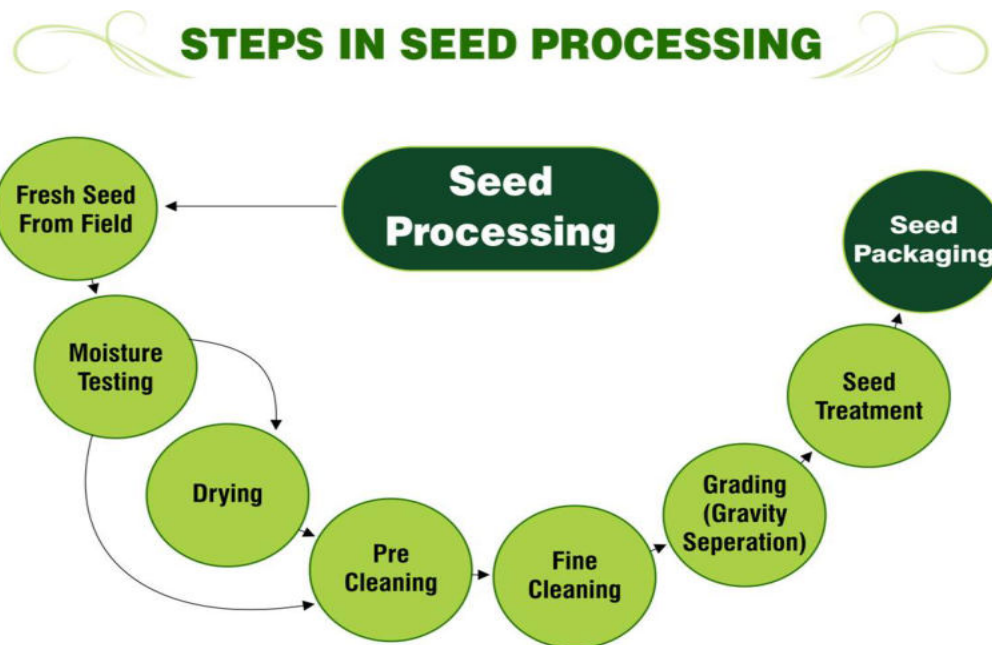 STEPS IN SEED PROCESSING
Seed
Processing
Fresh Seed
From Field
Moisture
Testing
Drying
Pre
Cleaning
Fine
Cleaning
Grading
(Gravity
Seperation)
Seed
Treatment
Seed
Packaging